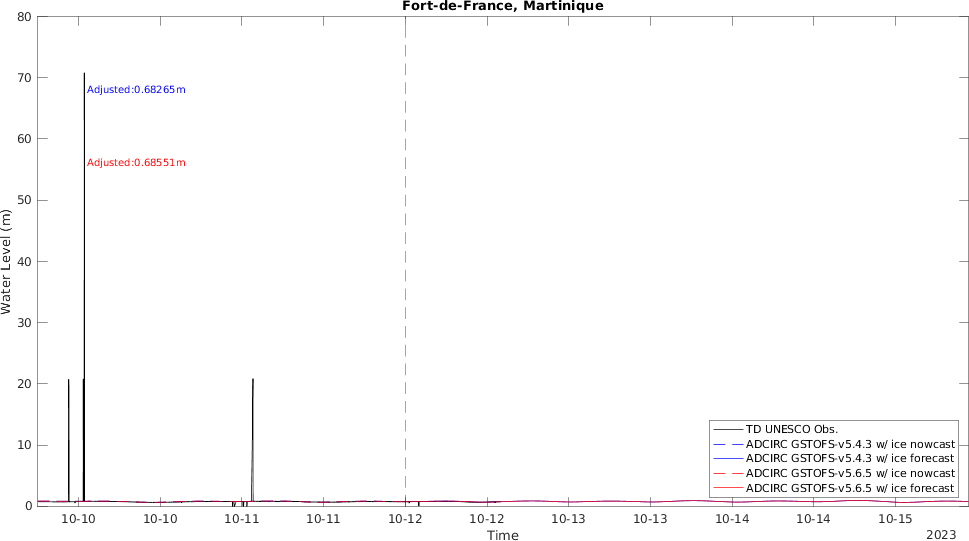 Fort-de-France, Martinique
80
70
60
50
40
30
20
10
0
Water Level (m)
Adjusted:0.68265m
Adjusted:0.68551m
TD UNESCO Obs.
ADCIRC GSTOFS-v5.4.3 w/ ice nowcast
ADCIRC GSTOFS-v5.4.3 w/ ice forecast
ADCIRC GSTOFS-v5.6.5 w/ ice nowcast
ADCIRC GSTOFS-v5.6.5 w/ ice forecast
10-10 10-10 10-11 10-11 10-12 10-12 10-13 10-13 10-14 10-14 10-15
Time
2023